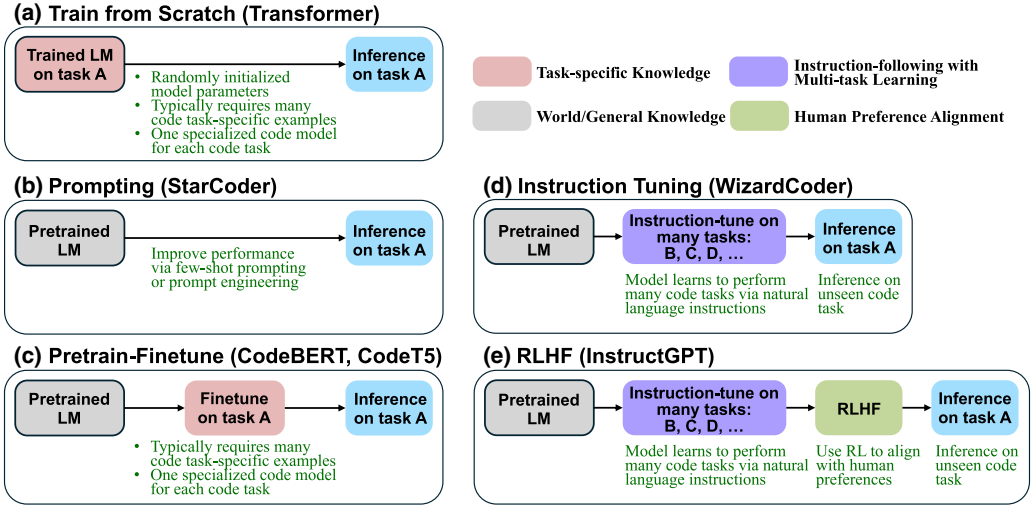 (a) Train from Scratch (Transformer)
Trained LM
on task A
Inference
on task A
• Randomly initialized
model parameters
• Typically requires many
code task-specific examples
• One specialized code model
for each code task
Task-specific Knowledge
Instruction-following with
Multi-task Learning
World/General Knowledge
Human Preference Alignment
(b) Prompting (StarCoder)
Pretrained
LM
Inference
on task A
Improve performance
via few-shot prompting
or prompt engineering
(d) Instruction Tuning (WizardCoder)
Pretrained
LM
Instruction-tune on
many tasks:
B, C, D, …
Inference
on task A
Model learns to perform
many code tasks via natural
language instructions
Inference on
unseen code
task
(c) Pretrain-Finetune (CodeBERT, CodeT5)
Pretrained
LM
Finetune
on task A
Inference
on task A
• Typically requires many
code task-specific examples
• One specialized code model
for each code task
(e) RLHF (InstructGPT)
Pretrained
LM
Instruction-tune on
many tasks:
B, C, D, …
RLHF
Inference
on task A
Model learns to perform
many code tasks via natural
language instructions
Use RL to align
with human
preferences
Inference on
unseen code
task